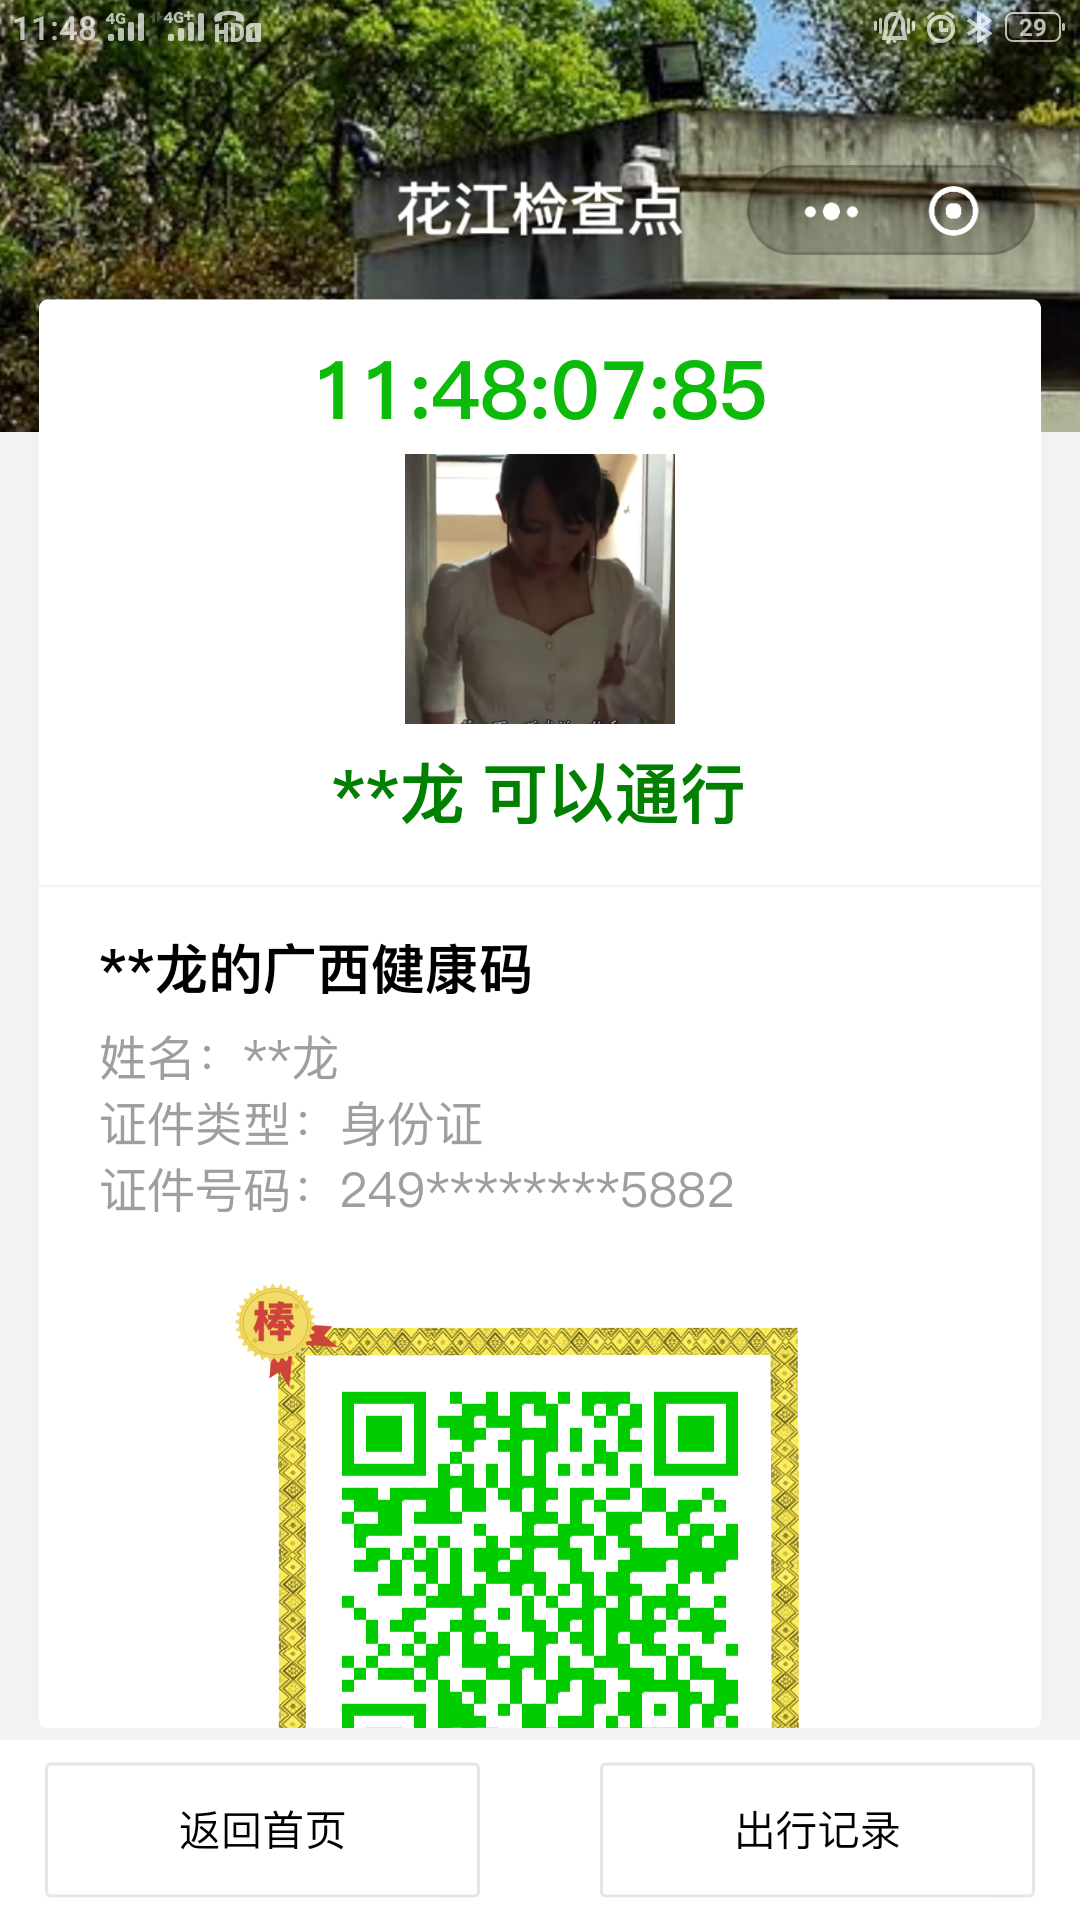 11:48 4G 4G+ HD 29
花江检查点
11:48:07:85
**龙 可以通行
**龙的广西健康码
姓名：**龙
证件类型：身份证
证件号码：249********5882
棒
返回首页
出行记录